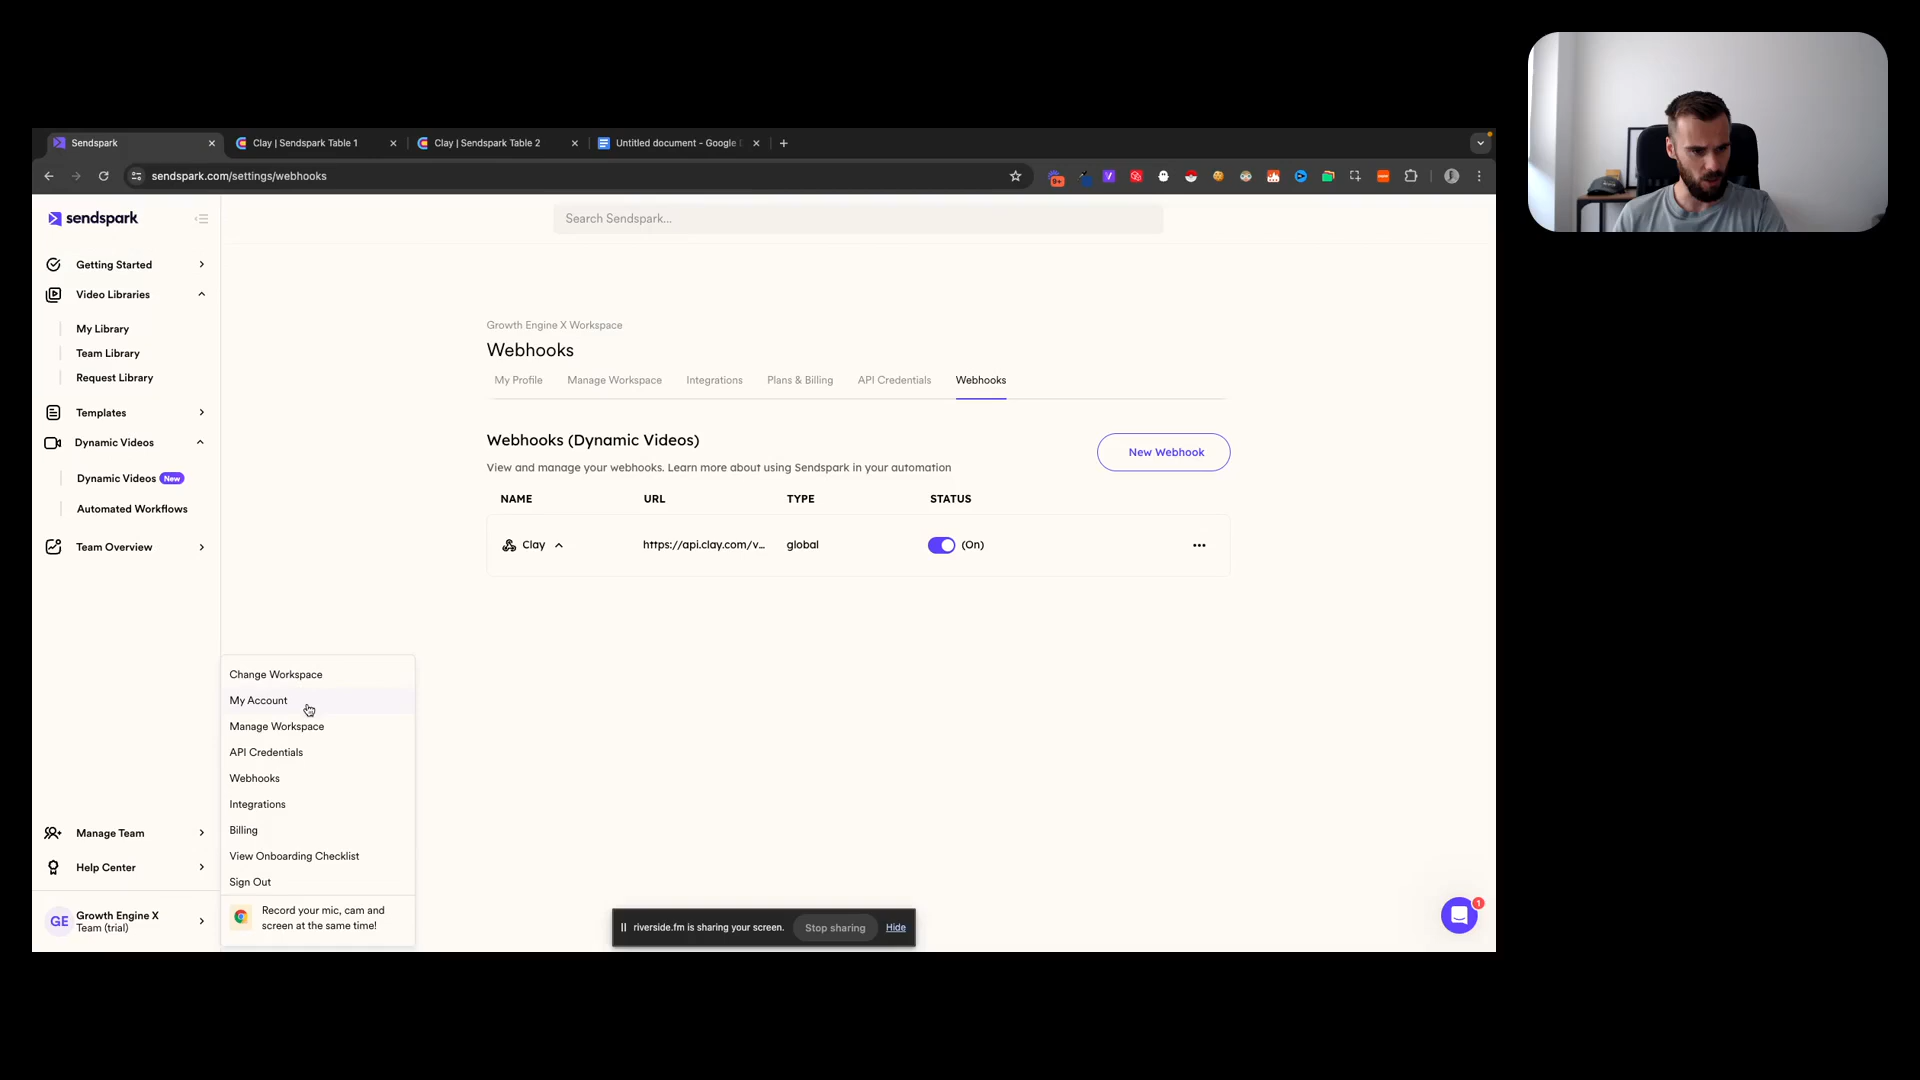 Sendspark
Clay | Sendspark Table 1
Clay | Sendspark Table 2
Untitled document - Google
sendspark.com/settings/webhooks
9+
sendspark
Search Sendspark...
Getting Started
Video Libraries
My Library
Team Library
Request Library
Templates
Dynamic Videos
Dynamic Videos New
Automated Workflows
Team Overview
Growth Engine X Workspace
Webhooks
My Profile Manage Workspace Integrations Plans & Billing API Credentials Webhooks
Webhooks (Dynamic Videos)
View and manage your webhooks. Learn more about using Sendspark in your automation
New Webhook
NAME URL TYPE STATUS
Clay https://api.clay.com/v... global (On)
Change Workspace
My Account
Manage Workspace
API Credentials
Webhooks
Integrations
Billing
View Onboarding Checklist
Sign Out
Record your mic, cam and
screen at the same time!
Manage Team
Help Center
GE
Growth Engine X
Team (trial)
riverside.fm is sharing your screen. Stop sharing Hide
1